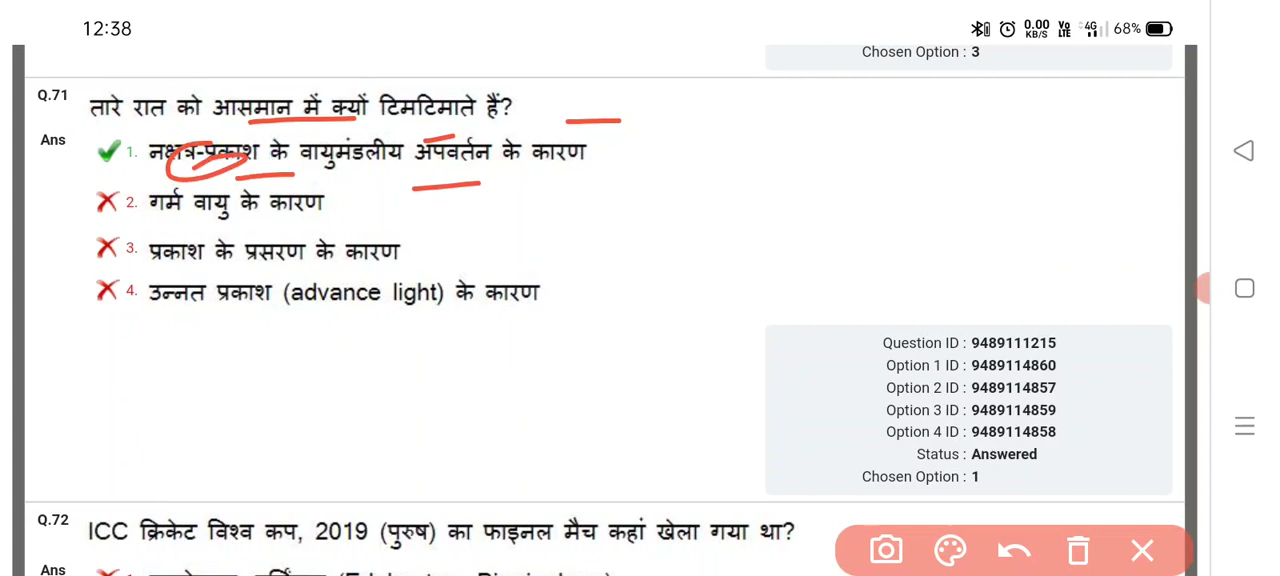 12:38
0.00 KB/S Vo LTE 4G 68%
Chosen Option : 3
Q.71 तारे रात को आसमान में क्यों टिमटिमाते हैं?
Ans 1. नक्षत्र-प्रकाश के वायुमंडलीय अपवर्तन के कारण
2. गर्म वायु के कारण
3. प्रकाश के प्रसरण के कारण
4. उन्नत प्रकाश (advance light) के कारण
Question ID : 9489111215
Option 1 ID : 9489114860
Option 2 ID : 9489114857
Option 3 ID : 9489114859
Option 4 ID : 9489114858
Status : Answered
Chosen Option : 1
Q.72 ICC क्रिकेट विश्व कप, 2019 (पुरुष) का फाइनल मैच कहां खेला गया था?
Ans